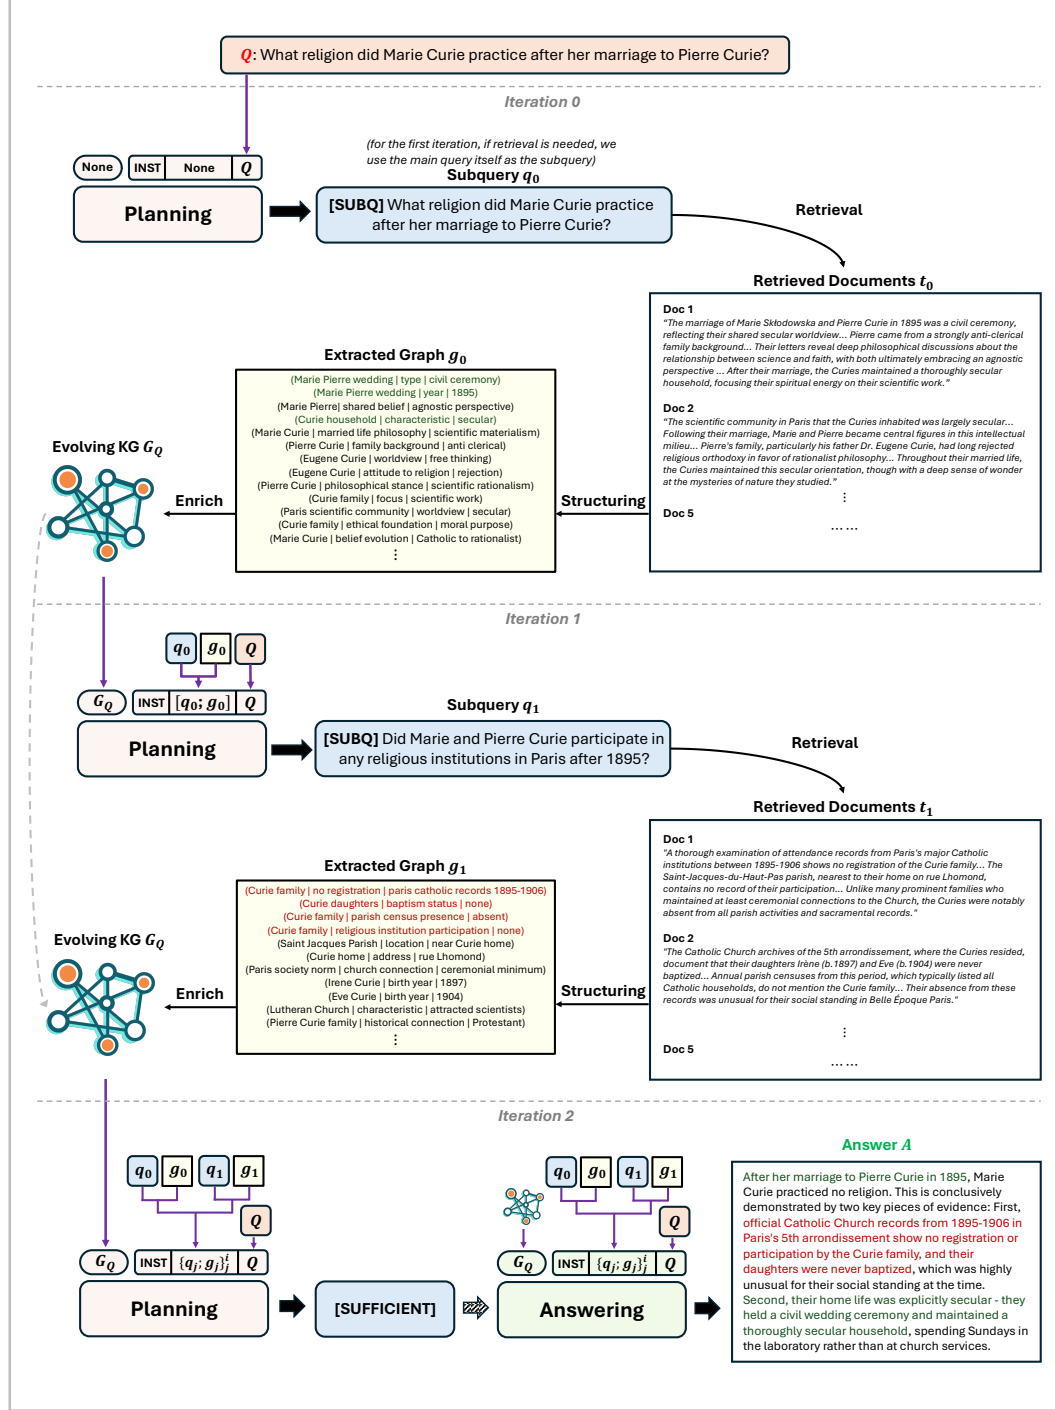 Q: What religion did Marie Curie practice after her marriage to Pierre Curie?
Iteration 0
(for the first iteration, if retrieval is needed, we
use the main query itself as the subquery)
Subquery q0
None
INST None Q
Planning
[SUBQ] What religion did Marie Curie practice
after her marriage to Pierre Curie?
Retrieval
Retrieved Documents t0
Doc 1
“The marriage of Marie Skłodowska and Pierre Curie in 1895 was a civil ceremony,
reflecting their shared secular worldview... Pierre came from a strongly anti-clerical
family background... Their letters reveal deep philosophical discussions about the
relationship between science and faith, with both ultimately embracing an agnostic
perspective ... After their marriage, the Curies maintained a thoroughly secular
household, focusing their spiritual energy on their scientific work.”
Doc 2
“The scientific community in Paris that the Curies inhabited was largely secular...
Following their marriage, Marie and Pierre became central figures in this intellectual
milieu... Pierre's family, particularly his father Dr. Eugene Curie, had long rejected
religious orthodoxy in favor of rationalist philosophy... Throughout their married life,
the Curies maintained this secular orientation, though with a deep sense of wonder
at the mysteries of nature they studied.”
⋮
Doc 5
... ...
Structuring
Extracted Graph g0
(Marie Pierre wedding | type | civil ceremony)
(Marie Pierre wedding | year | 1895)
(Marie Pierre| shared belief | agnostic perspective)
(Curie household | characteristic | secular)
(Marie Curie | married life philosophy | scientific materialism)
(Pierre Curie | family background | anti clerical)
(Eugene Curie | worldview | free thinking)
(Eugene Curie | attitude to religion | rejection)
(Pierre Curie | philosophical stance | scientific rationalism)
(Curie family | focus | scientific work)
(Paris scientific community | worldview | secular)
(Curie family | ethical foundation | moral purpose)
(Marie Curie | belief evolution | Catholic to rationalist)
⋮
Enrich
Evolving KG GQ
Iteration 1
q0 g0 Q
GQ
INST [q0; g0] Q
Planning
Subquery q1
[SUBQ] Did Marie and Pierre Curie participate in
any religious institutions in Paris after 1895?
Retrieval
Retrieved Documents t1
Doc 1
"A thorough examination of attendance records from Paris's major Catholic
institutions between 1895-1906 shows no registration of the Curie family... The
Saint-Jacques-du-Haut-Pas parish, nearest to their home on rue Lhomond,
contains no record of their participation... Unlike many prominent families who
maintained at least ceremonial connections to the Church, the Curies were notably
absent from all parish activities and sacramental records."
Doc 2
"The Catholic Church archives of the 5th arrondissement, where the Curies resided,
document that their daughters Irène (b.1897) and Eve (b.1904) were never
baptized... Annual parish censuses from this period, which typically listed all
Catholic households, do not mention the Curie family... Their absence from these
records was unusual for their social standing in Belle Époque Paris."
⋮
Doc 5
... ...
Structuring
Extracted Graph g1
(Curie family | no registration | paris catholic records 1895-1906)
(Curie daughters | baptism status | none)
(Curie family | parish census presence | absent)
(Curie family | religious institution participation | none)
(Saint Jacques Parish | location | near Curie home)
(Curie home | address | rue Lhomond)
(Paris society norm | church connection | ceremonial minimum)
(Irene Curie | birth year | 1897)
(Eve Curie | birth year | 1904)
(Lutheran Church | characteristic | attracted scientists)
(Pierre Curie family | historical connection | Protestant)
⋮
Enrich
Evolving KG GQ
Iteration 2
q0 g0 q1 g1
Q
GQ
INST {qj; gj}ij Q
Planning
[SUFFICIENT]
q0 g0 q1 g1
Q
GQ
INST {qj; gj}ij Q
Answering
Answer A
After her marriage to Pierre Curie in 1895, Marie
Curie practiced no religion. This is conclusively
demonstrated by two key pieces of evidence: First,
official Catholic Church records from 1895-1906 in
Paris's 5th arrondissement show no registration or
participation by the Curie family, and their
daughters were never baptized, which was highly
unusual for their social standing at the time.
Second, their home life was explicitly secular - they
held a civil wedding ceremony and maintained a
thoroughly secular household, spending Sundays in
the laboratory rather than at church services.